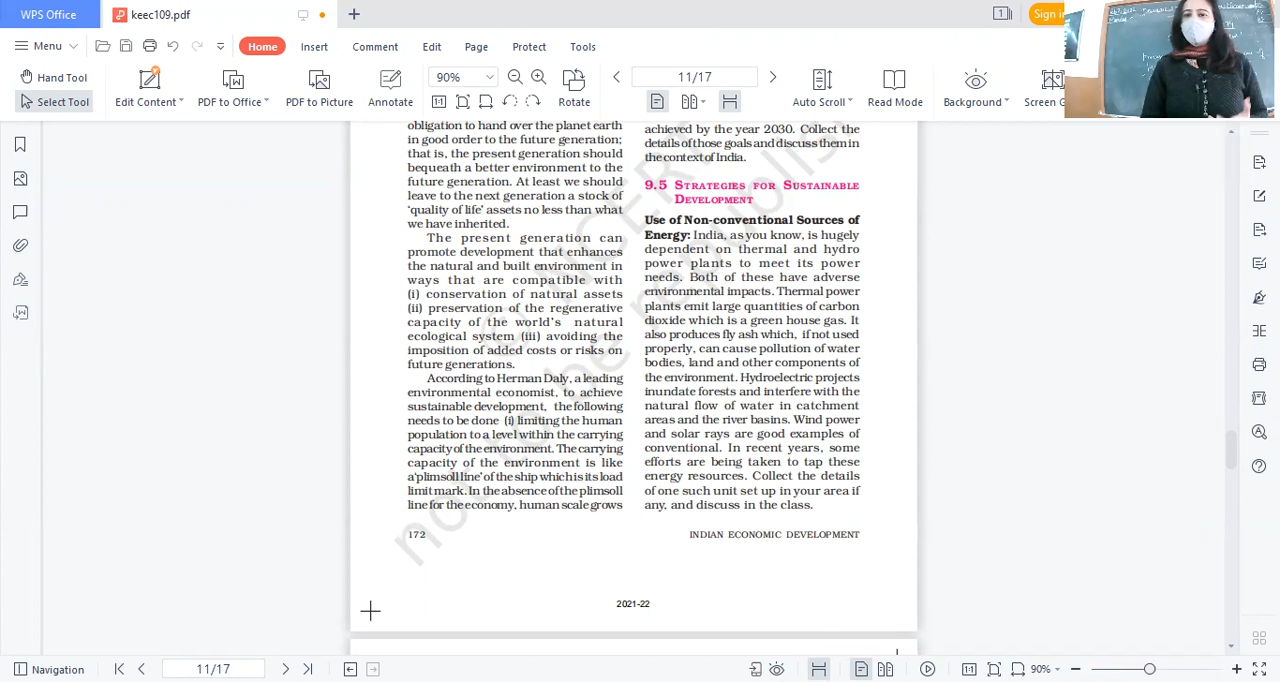 WPS Office
keec109.pdf
1
Sign in
Menu
Home
Insert
Comment
Edit
Page
Protect
Tools
Hand Tool
Select Tool
Edit Content
PDF to Office
PDF to Picture
Annotate
90%
1:1
Rotate
11/17
Auto Scroll
Read Mode
Background
Screen G
obligation to hand over the planet earth
in good order to the future generation;
that is, the present generation should
bequeath a better environment to the
future generation. At least we should
leave to the next generation a stock of
‘quality of life’ assets no less than what
we have inherited.
The present generation can
promote development that enhances
the natural and built environment in
ways that are compatible with
(i) conservation of natural assets
(ii) preservation of the regenerative
capacity of the world’s natural
ecological system (iii) avoiding the
imposition of added costs or risks on
future generations.
According to Herman Daly, a leading
environmental economist, to achieve
sustainable development, the following
needs to be done (i) limiting the human
population to a level within the carrying
capacity of the environment. The carrying
capacity of the environment is like
a ‘plimsoll line’ of the ship which is its load
limit mark. In the absence of the plimsoll
line for the economy, human scale grows
172
achieved by the year 2030. Collect the
details of those goals and discuss them in
the context of India.
9.5 STRATEGIES FOR SUSTAINABLE
DEVELOPMENT
Use of Non-conventional Sources of
Energy: India, as you know, is hugely
dependent on thermal and hydro
power plants to meet its power
needs. Both of these have adverse
environmental impacts. Thermal power
plants emit large quantities of carbon
dioxide which is a green house gas. It
also produces fly ash which, if not used
properly, can cause pollution of water
bodies, land and other components of
the environment. Hydroelectric projects
inundate forests and interfere with the
natural flow of water in catchment
areas and the river basins. Wind power
and solar rays are good examples of
conventional. In recent years, some
efforts are being taken to tap these
energy resources. Collect the details
of one such unit set up in your area if
any, and discuss in the class.
INDIAN ECONOMIC DEVELOPMENT
2021-22
not to be republis
Navigation
11/17
1:1
90%